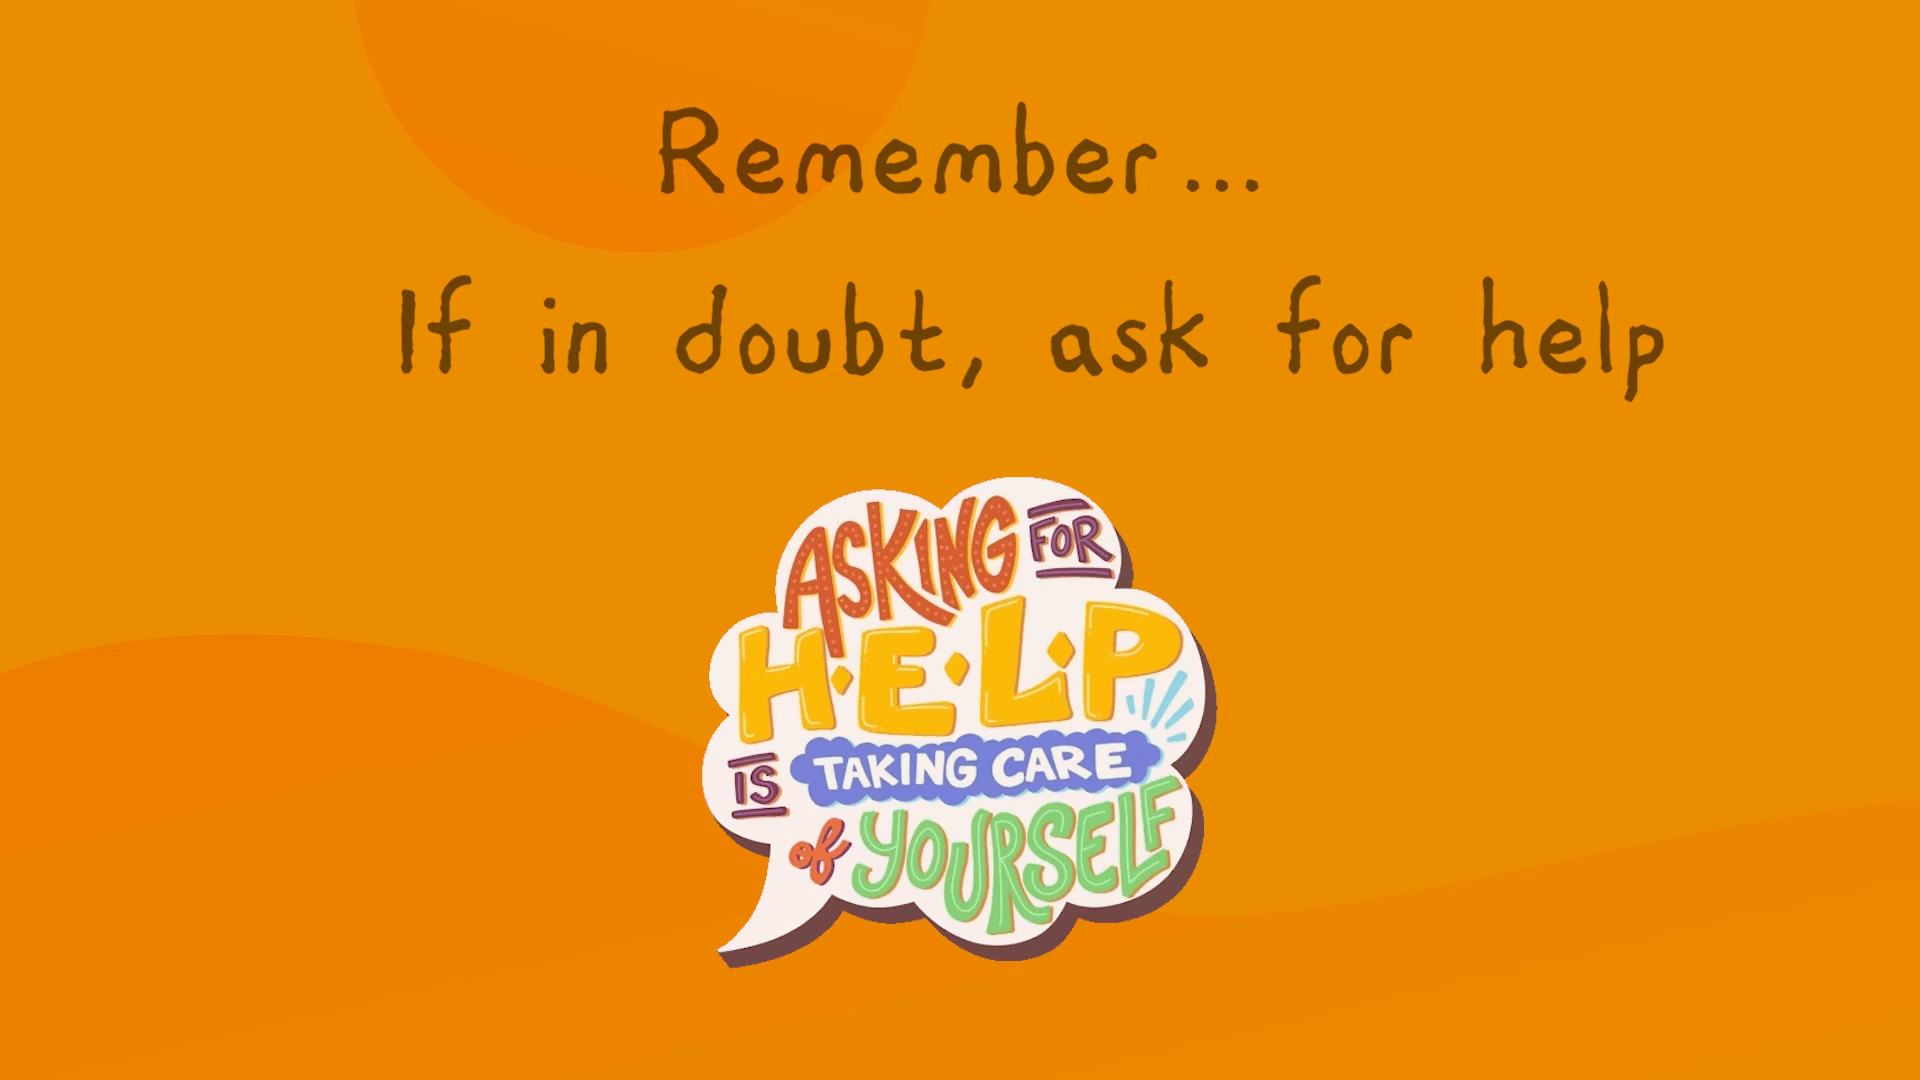 Remember...
If in doubt, ask for help
ASKING FOR
H·E·L·P
IS TAKING CARE
of YOURSELF